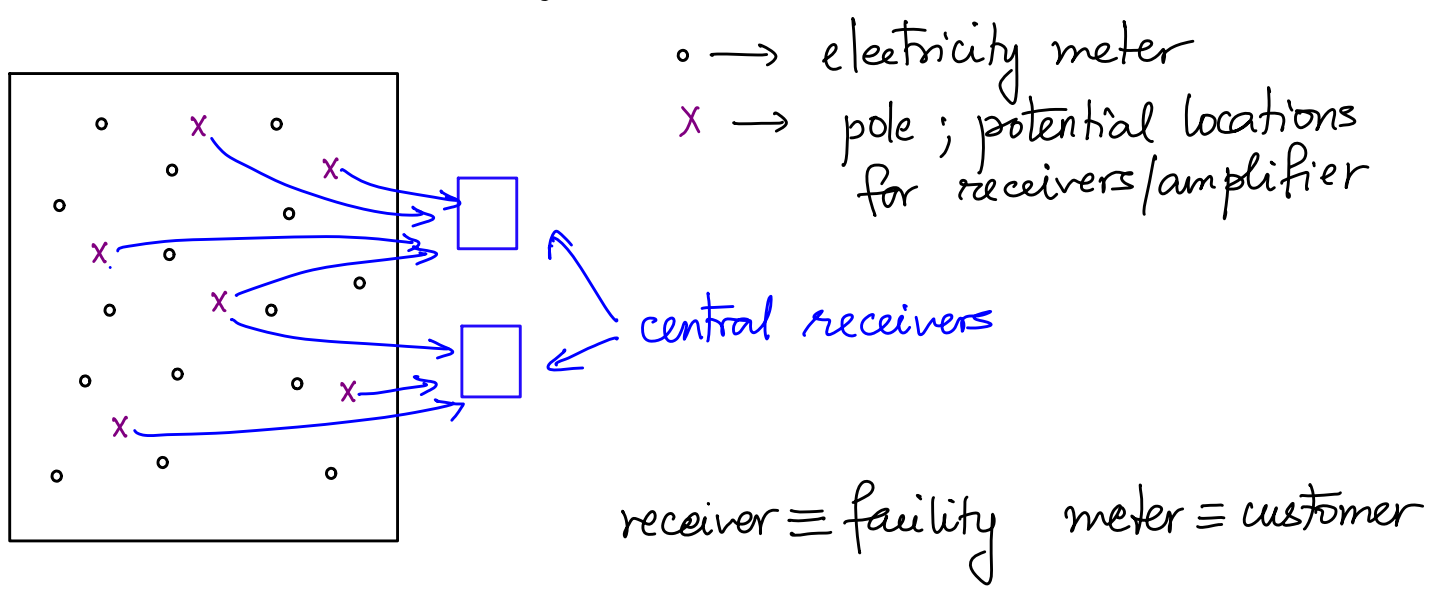 o → electricity meter
x → pole ; potential locations
for receivers/amplifier
central receivers
receiver ≡ facility meter ≡ customer